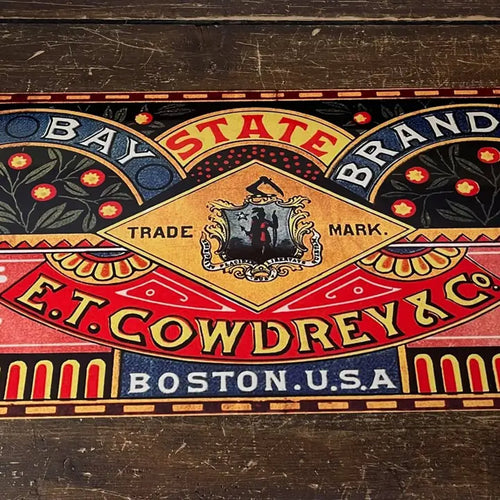 BAY STATE BRAND
TRADE MARK.
E.T. COWDREY & Co.
BOSTON. U.S.A